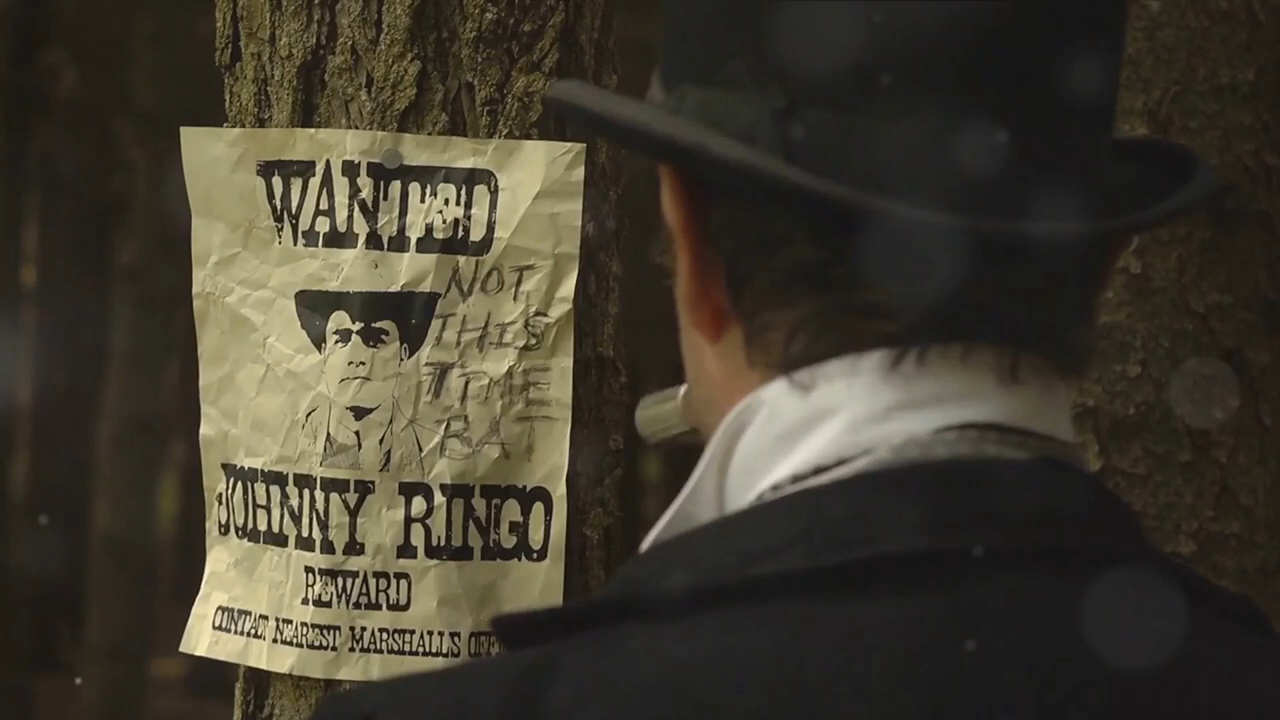 WANTED
NOT
THIS
TIME
BAT
JOHNNY RINGO
REWARD
CONTACT NEAREST MARSHALLS